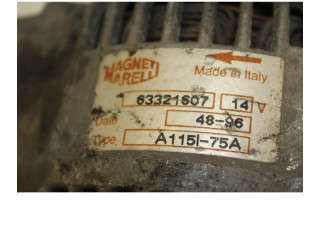 MAGNETI
MARELLI
Made in Italy
63321607 14 V
Date 48-96
Type A115I-75A